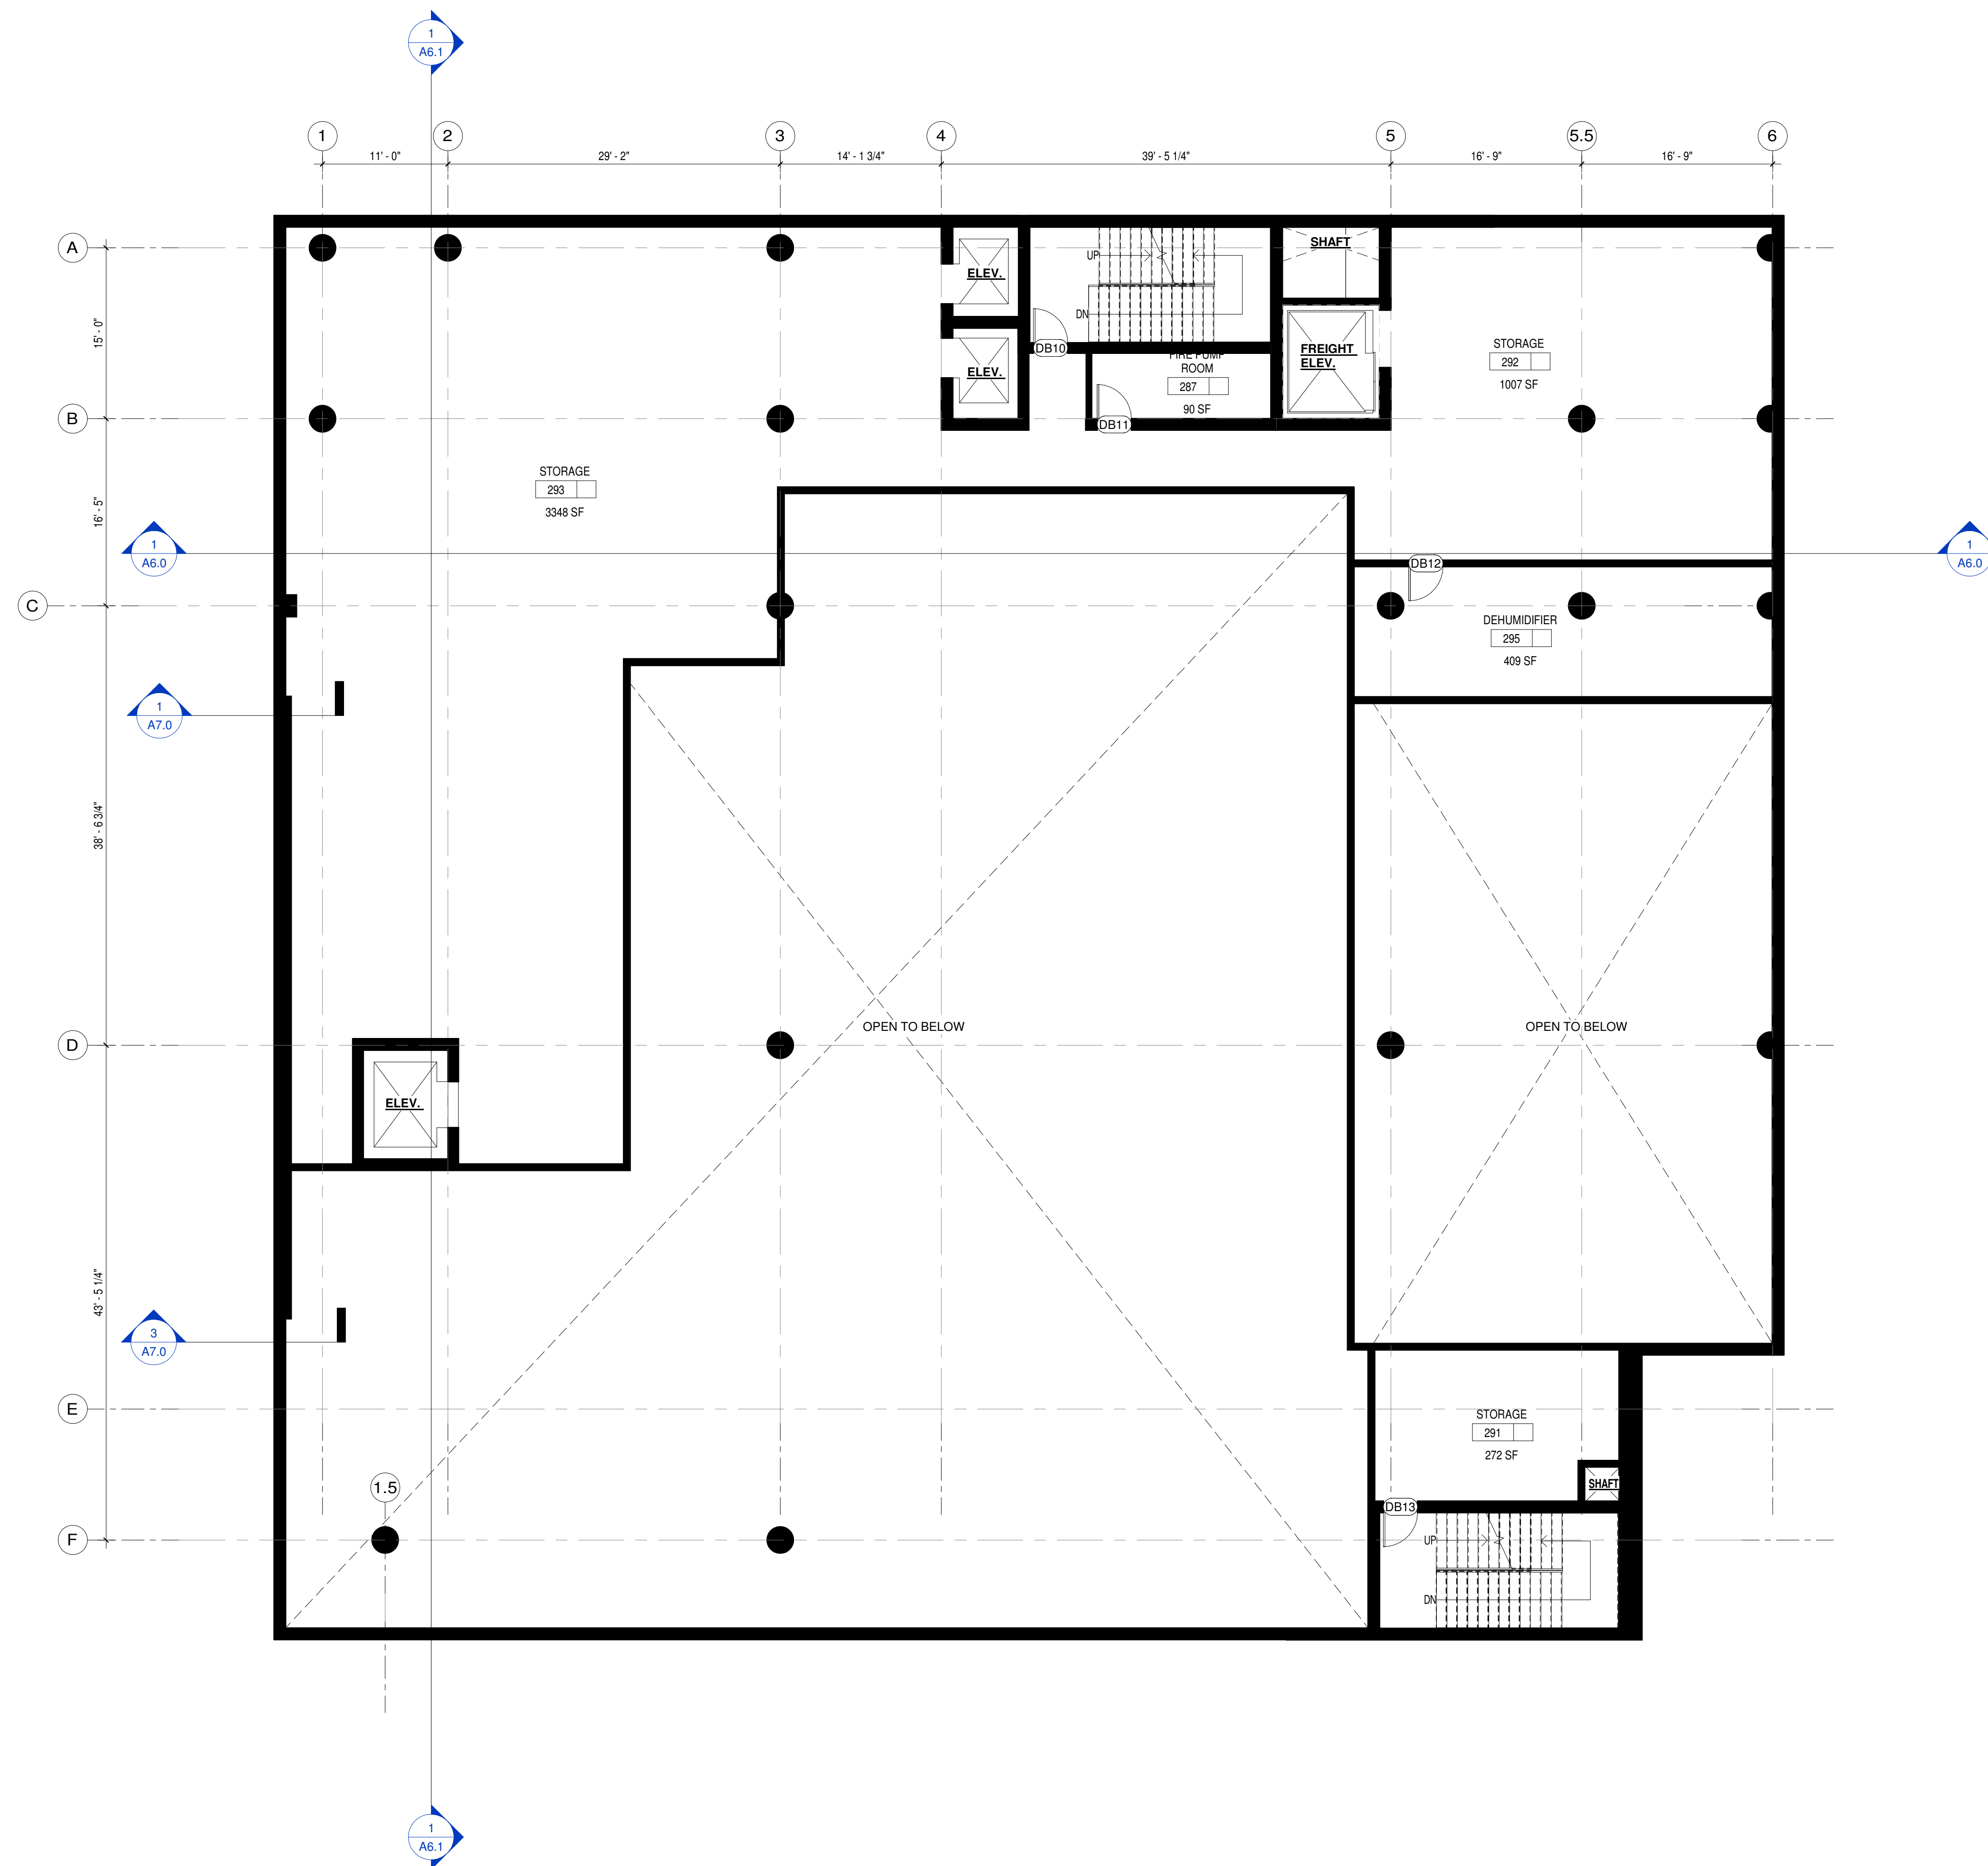 1
A6.1
1
2
3
4
5
5.5
6
11' - 0"
29' - 2"
14' - 1 3/4"
39' - 5 1/4"
16' - 9"
16' - 9"
A
B
C
D
E
F
15' - 0"
16' - 5"
38' - 6 3/4"
43' - 5 1/4"
SHAFT
UP
DN
ELEV.
ELEV.
DB10
FIRE PUMP
ROOM
287
90 SF
DB11
FREIGHT
ELEV.
STORAGE
292
1007 SF
STORAGE
293
3348 SF
1
A6.0
1
A6.0
DB12
DEHUMIDIFIER
295
409 SF
1
A7.0
OPEN TO BELOW
OPEN TO BELOW
ELEV.
3
A7.0
STORAGE
291
272 SF
SHAFT
1.5
DB13
UP
DN
1
A6.1